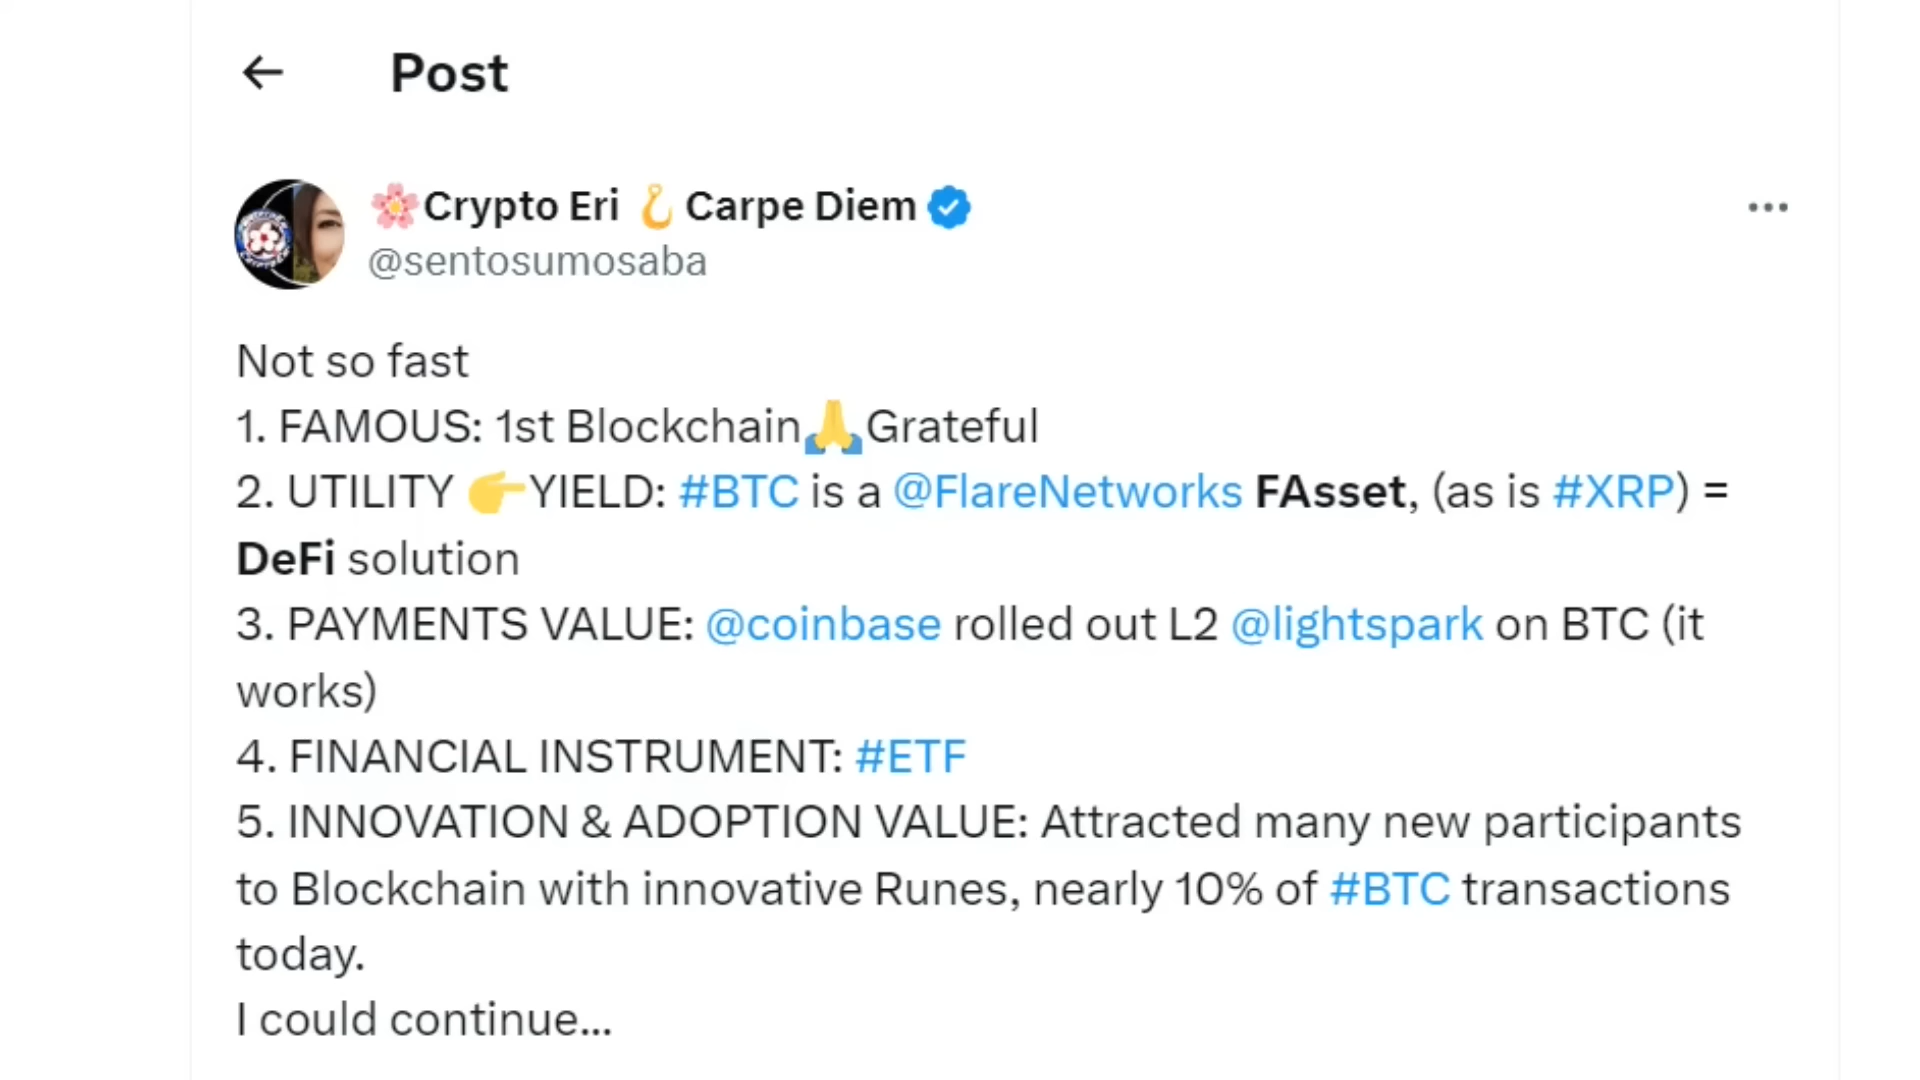 Post
🌸Crypto Eri 🪝Carpe Diem
@sentosumosaba
Not so fast
1. FAMOUS: 1st Blockchain🙏Grateful
2. UTILITY 👉YIELD: #BTC is a @FlareNetworks FAsset, (as is #XRP) =
DeFi solution
3. PAYMENTS VALUE: @coinbase rolled out L2 @lightspark on BTC (it
works)
4. FINANCIAL INSTRUMENT: #ETF
5. INNOVATION & ADOPTION VALUE: Attracted many new participants
to Blockchain with innovative Runes, nearly 10% of #BTC transactions
today.
I could continue...